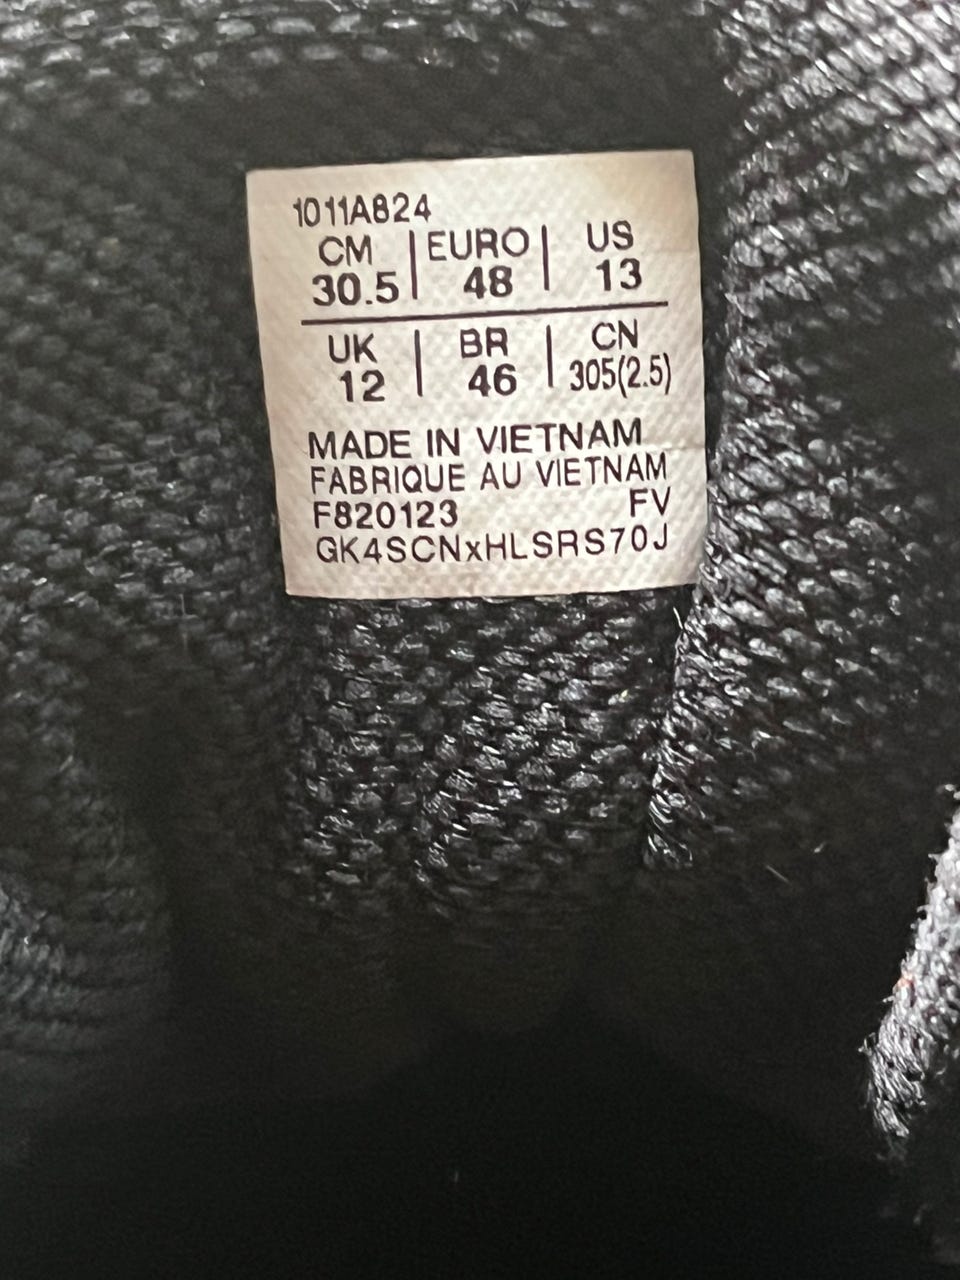 1011A824
CM | EURO | US
30.5 | 48 | 13
UK | BR | CN
12 | 46 | 305(2.5)
MADE IN VIETNAM
FABRIQUE AU VIETNAM
F820123 FV
GK4SCNxHLSRS70J